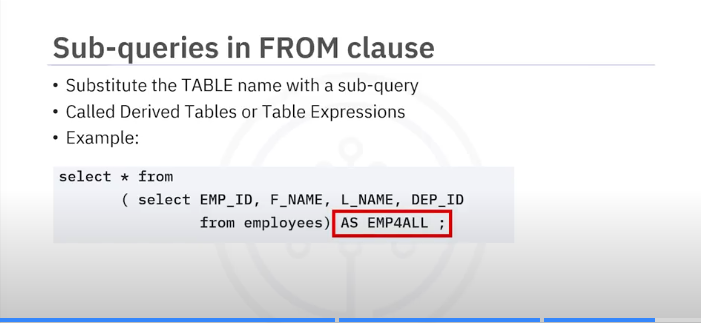 Sub-queries in FROM clause
• Substitute the TABLE name with a sub-query
• Called Derived Tables or Table Expressions
• Example:
select * from
( select EMP_ID, F_NAME, L_NAME, DEP_ID
from employees) AS EMP4ALL ;